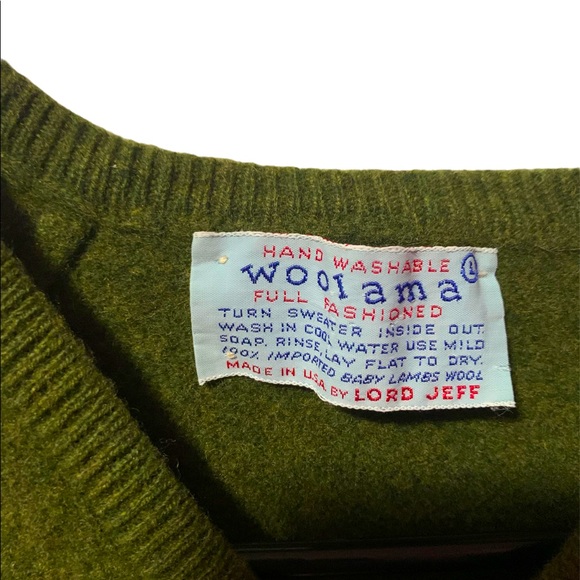 HAND WASHABLE
woolama®
FULL FASHIONED
TURN SWEATER INSIDE OUT
WASH IN COOL WATER USE MILD
SOAP. RINSE, LAY FLAT TO DRY.
100% IMPORTED BABY LAMBS WOOL
MADE IN U.S.A. BY LORD JEFF